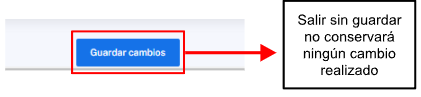 Guardar cambios
Salir sin guardar
no conservará
ningún cambio
realizado